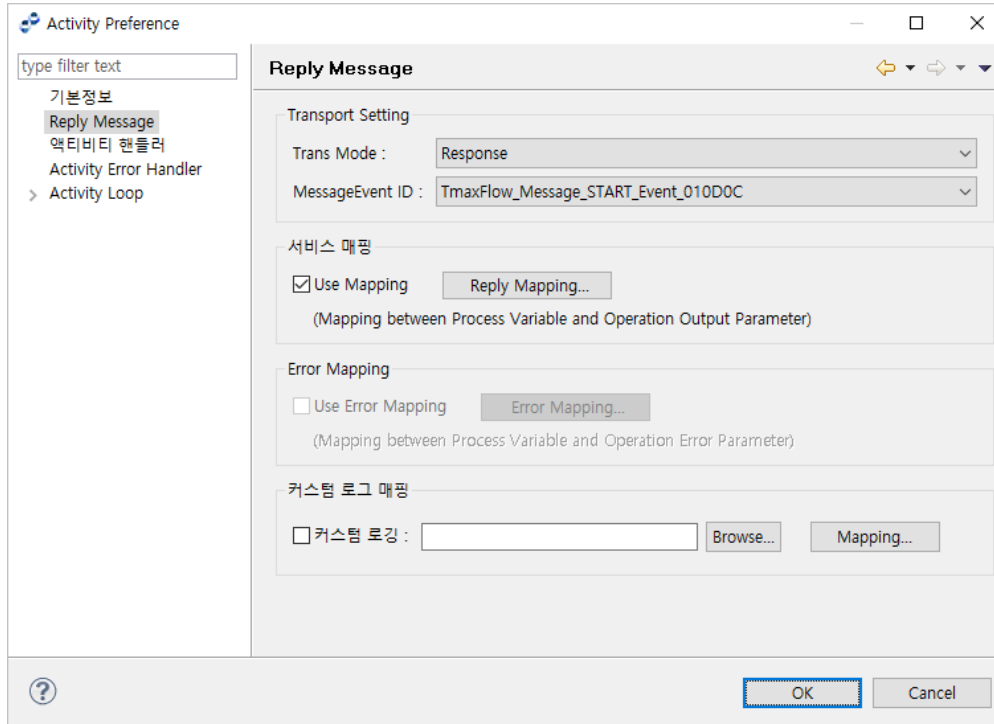 Activity Preference
type filter text
기본정보
Reply Message
액티비티 핸들러
Activity Error Handler
Activity Loop
Reply Message
Transport Setting
Trans Mode : Response
MessageEvent ID : TmaxFlow_Message_START_Event_010D0C
서비스 매핑
Use Mapping Reply Mapping...
(Mapping between Process Variable and Operation Output Parameter)
Error Mapping
Use Error Mapping Error Mapping...
(Mapping between Process Variable and Operation Error Parameter)
커스텀 로그 매핑
커스텀 로깅 : Browse... Mapping...
? OK Cancel